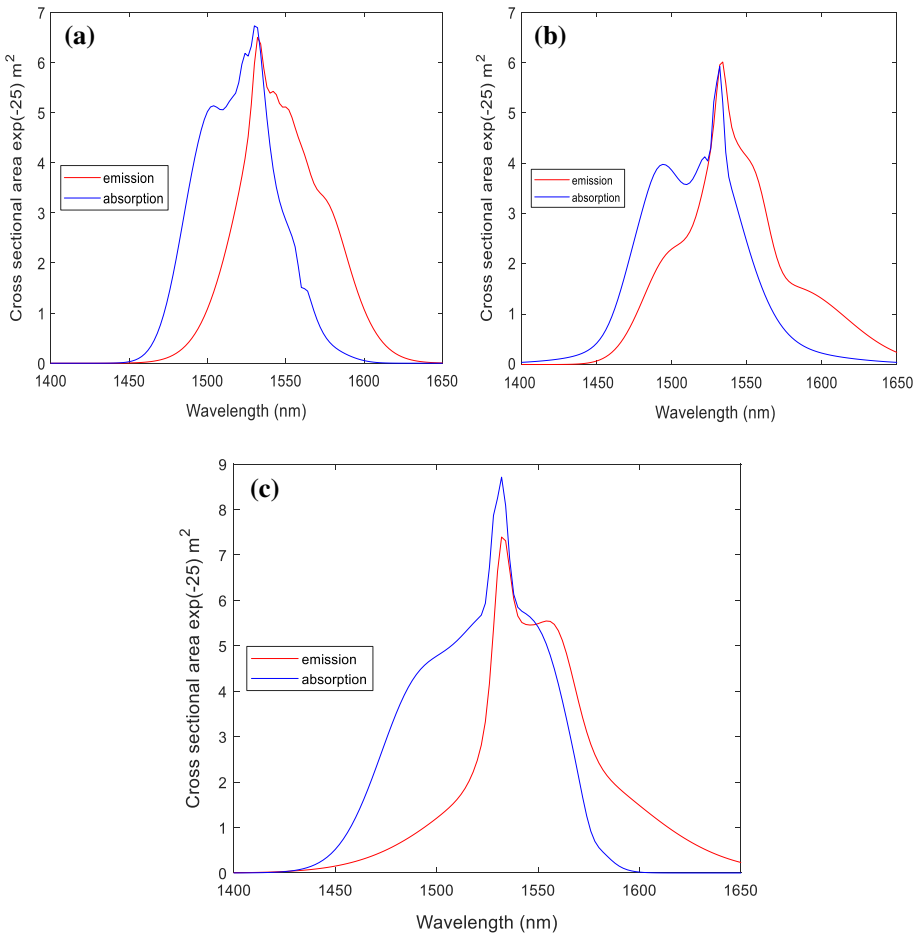 (a)
7
6
5
4
3
2
1
0
Cross sectional area exp(-25) m²
emission
absorption
1400 1450 1500 1550 1600 1650
Wavelength (nm)
(b)
7
6
5
4
3
2
1
0
Cross sectional area exp(-25) m²
emission
absorption
1400 1450 1500 1550 1600 1650
Wavelength (nm)
(c)
9
8
7
6
5
4
3
2
1
0
Cross sectional area exp(-25) m²
emission
absorption
1400 1450 1500 1550 1600 1650
Wavelength (nm)